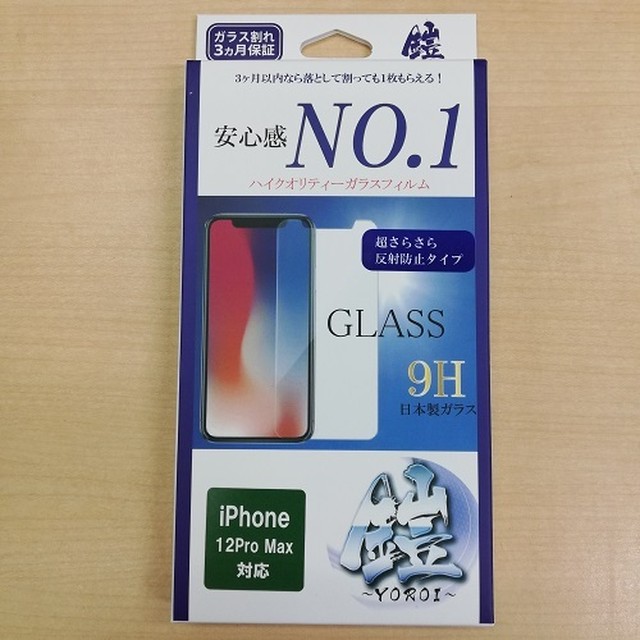 ガラス割れ
3ヵ月保証
鎧
3ヶ月以内なら落として割っても1枚もらえる!
安心感 NO.1
ハイクオリティーガラスフィルム
超さらさら
反射防止タイプ
GLASS
9H
日本製ガラス
iPhone
12Pro Max
対応
鎧
~YOROI~